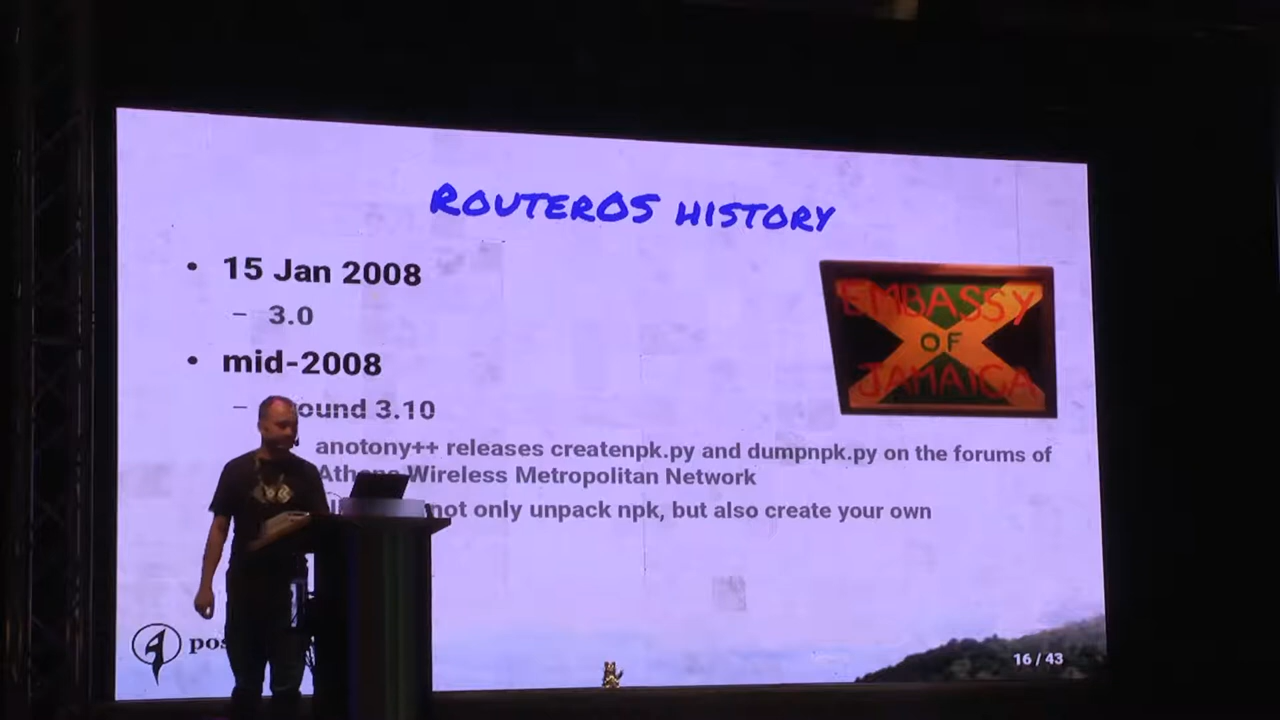 RouterOS history
• 15 Jan 2008
– 3.0
• mid-2008
– ound 3.10
anotony++ releases createnpk.py and dumpnpk.py on the forums of
Wireless Metropolitan Network
not only unpack npk, but also create your own
EMBASSY
OF
JAMAICA
pos
16 / 43